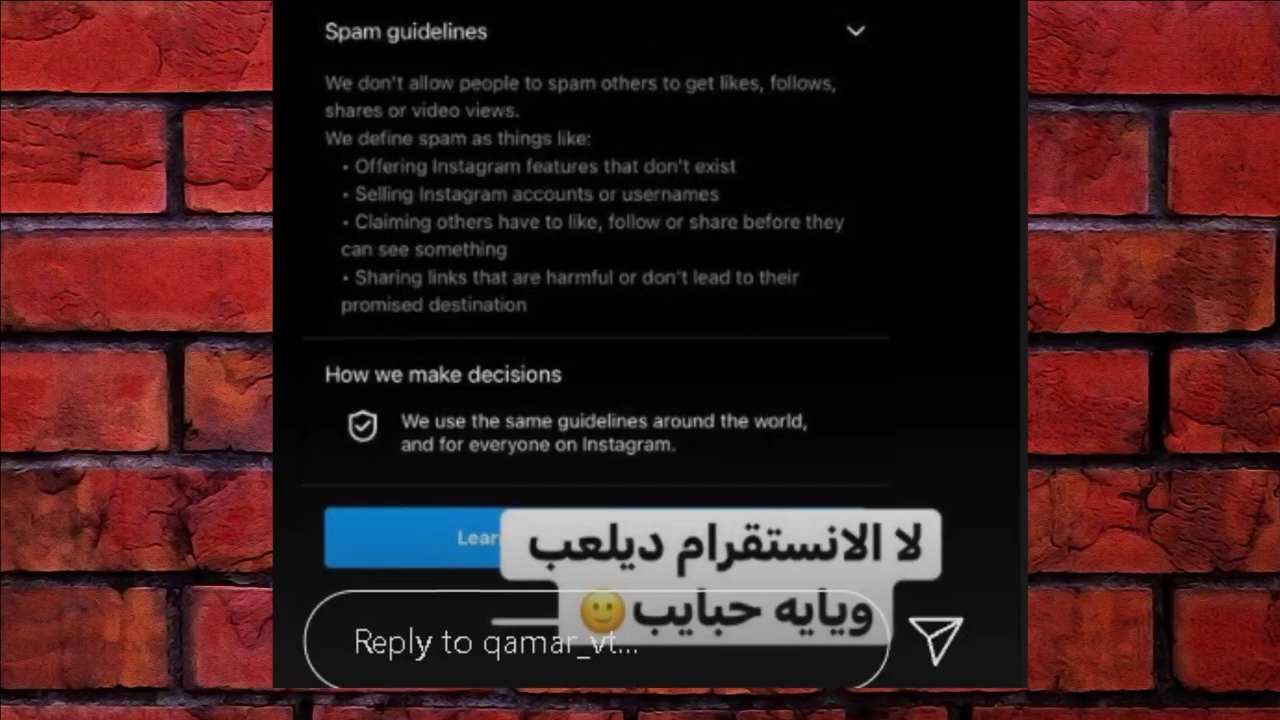 Spam guidelines
We don't allow people to spam others to get likes, follows,
shares or video views.
We define spam as things like:
• Offering Instagram features that don't exist
• Selling Instagram accounts or usernames
• Claiming others have to like, follow or share before they
can see something
• Sharing links that are harmful or don't lead to their
promised destination
How we make decisions
We use the same guidelines around the world,
and for everyone on Instagram.
لا الانستقرام ديلعب
ويايه حبايب🙂
Reply to qamar_vt...